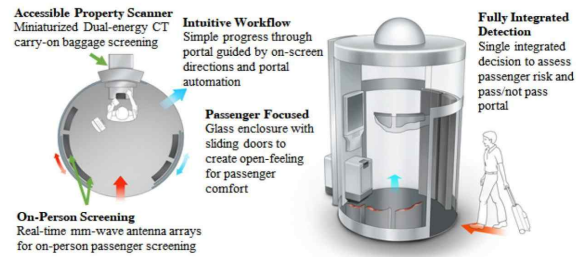 Accessible Property Scanner
Miniaturized Dual-energy CT
carry-on baggage screening
Intuitive Workflow
Simple progress through
portal guided by on-screen
directions and portal
automation
Passenger Focused
Glass enclosure with
sliding doors to
create open-feeling
for passenger
comfort
On-Person Screening
Real-time mm-wave antenna arrays
for on-person passenger screening
Fully Integrated
Detection
Single integrated
decision to assess
passenger risk and
pass/not pass
portal